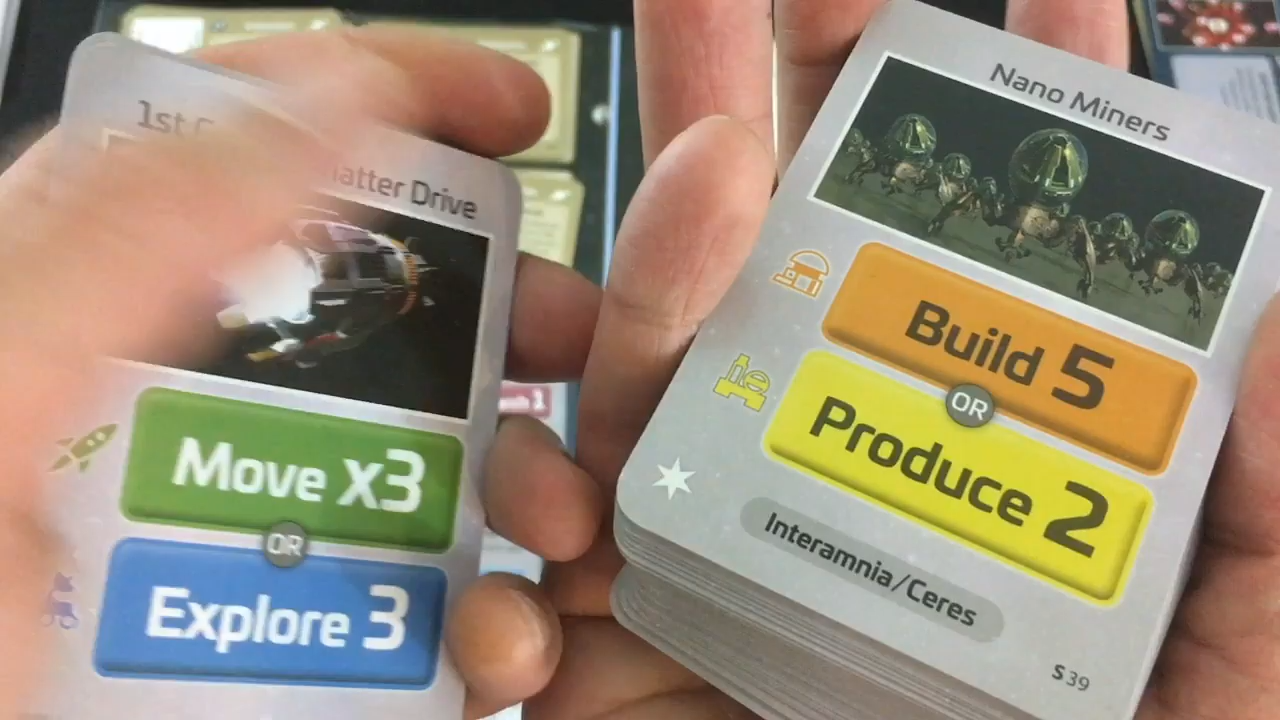 1st
atter Drive
Move x3
OR
Explore 3
Nano Miners
Build 5
OR
Produce 2
Interamnia/Ceres
S39